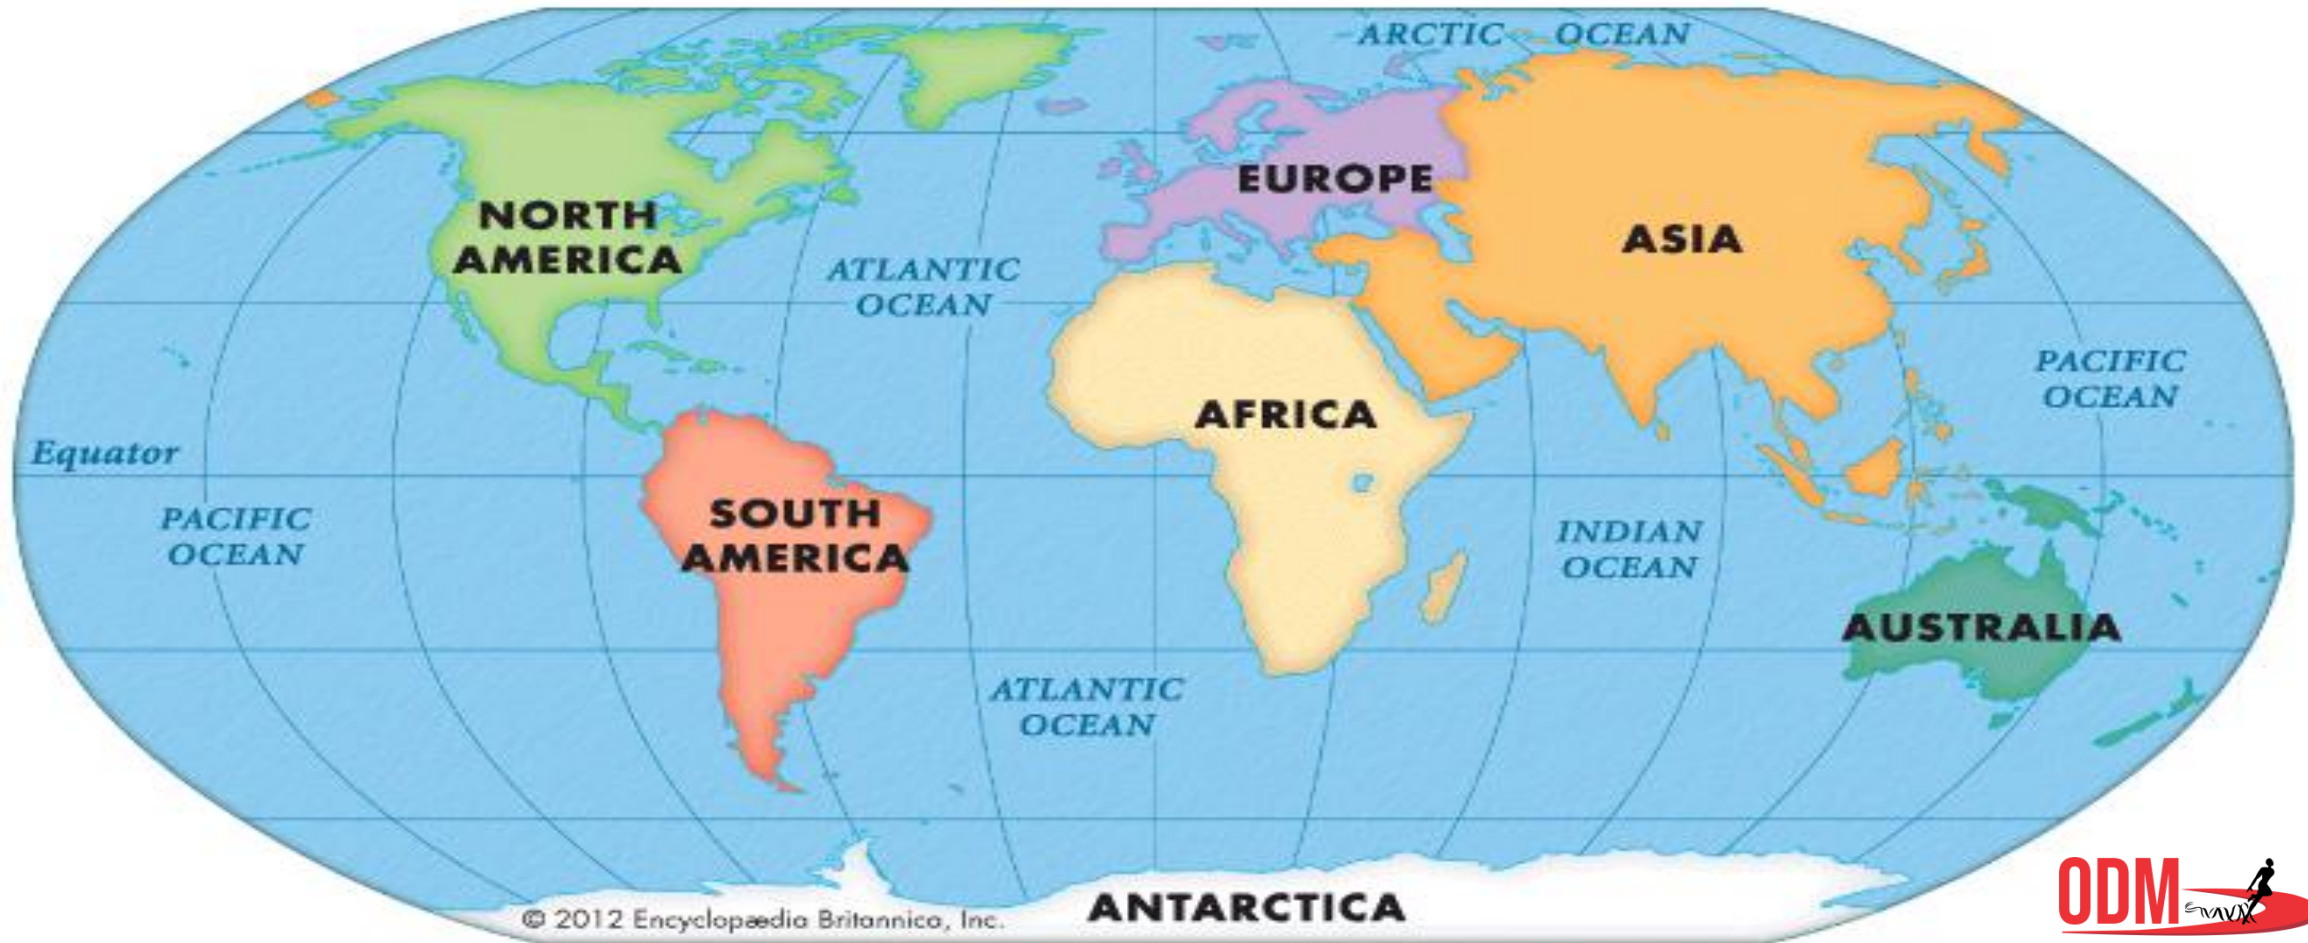 ARCTIC OCEAN
EUROPE
NORTH
AMERICA
ASIA
ATLANTIC
OCEAN
PACIFIC
OCEAN
AFRICA
Equator
PACIFIC
OCEAN
SOUTH
AMERICA
INDIAN
OCEAN
AUSTRALIA
ATLANTIC
OCEAN
ANTARCTICA
© 2012 Encyclopædia Britannica, Inc.
ODM